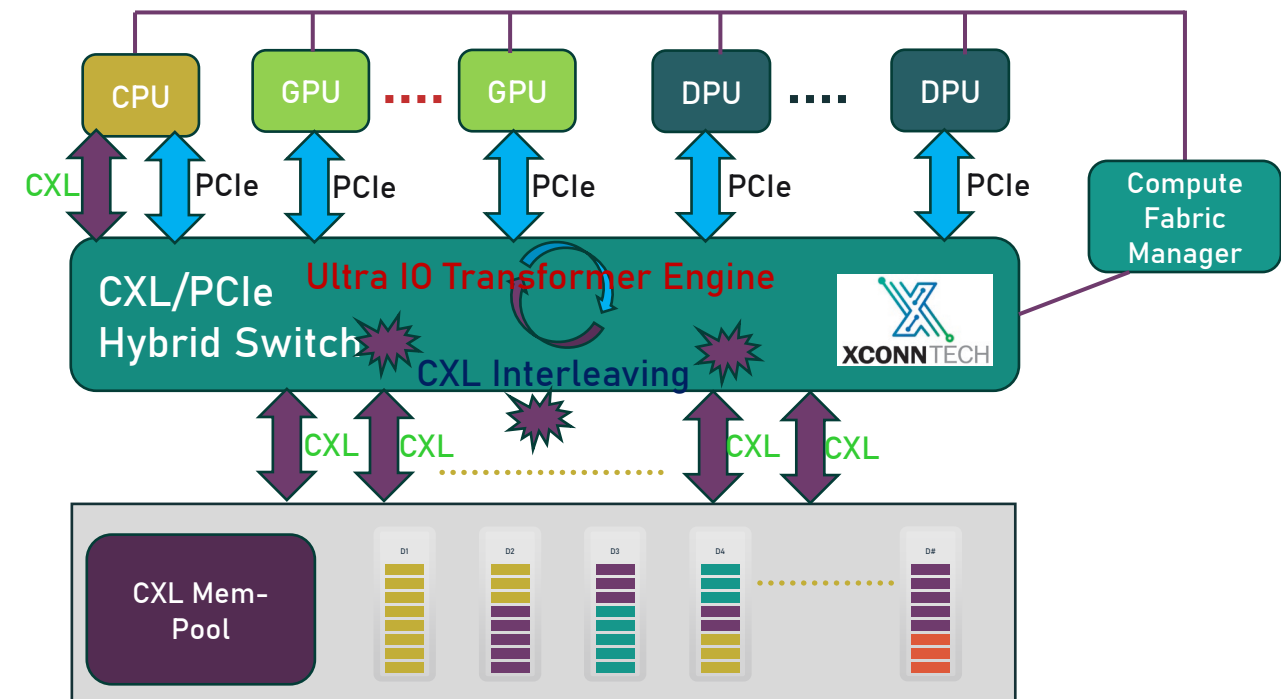 CPU
GPU
GPU
DPU
DPU
CXL
PCIe
PCIe
PCIe
PCIe
PCIe
Compute
Fabric
Manager
Ultra IO Transformer Engine
CXL/PCIe
Hybrid Switch
XCONNTECH
CXL Interleaving
CXL
CXL
CXL
CXL
CXL Mem-
Pool
D1
D2
D3
D4
D#